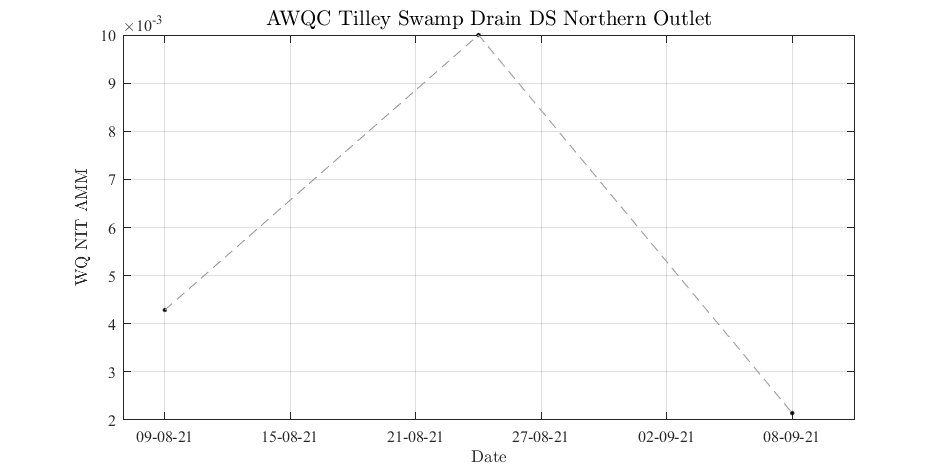 AWQC Tilley Swamp Drain DS Northern Outlet
×10-3
10
9
8
7
6
5
4
3
2
WQ NIT AMM
09-08-21 15-08-21 21-08-21 27-08-21 02-09-21 08-09-21
Date